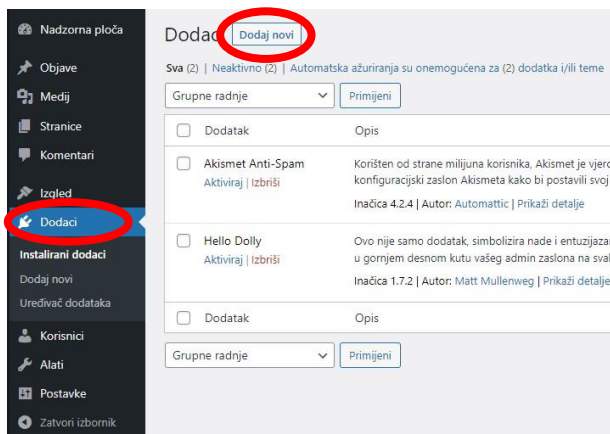 Nadzorna ploča
Objave
Medij
Stranice
Komentari
Izgled
Dodaci
Instalirani dodaci
Dodaj novi
Uređivač dodataka
Korisnici
Alati
Postavke
Zatvori izbornik
Dodaci Dodaj novi
Sva (2) | Neaktivno (2) | Automatska ažuriranja su onemogućena za (2) dodatka i/ili teme
Grupne radnje Primijeni
Dodatak Opis
Akismet Anti-Spam
Aktiviraj | Izbriši
Korišten od strane milijuna korisnika, Akismet je
konfiguracijski zaslon Akismeta kako bi postavili svoj
Inačica 4.2.4 | Autor: Automattic | Prikaži detalje
Hello Dolly
Aktiviraj | Izbriši
Ovo nije samo dodatak, simbolizira nade i
u gornjem desnom kutu vašeg admin zaslona na
Inačica 1.7.2 | Autor: Matt Mullenweg | Prikaži detalje
Dodatak Opis
Grupne radnje Primijeni